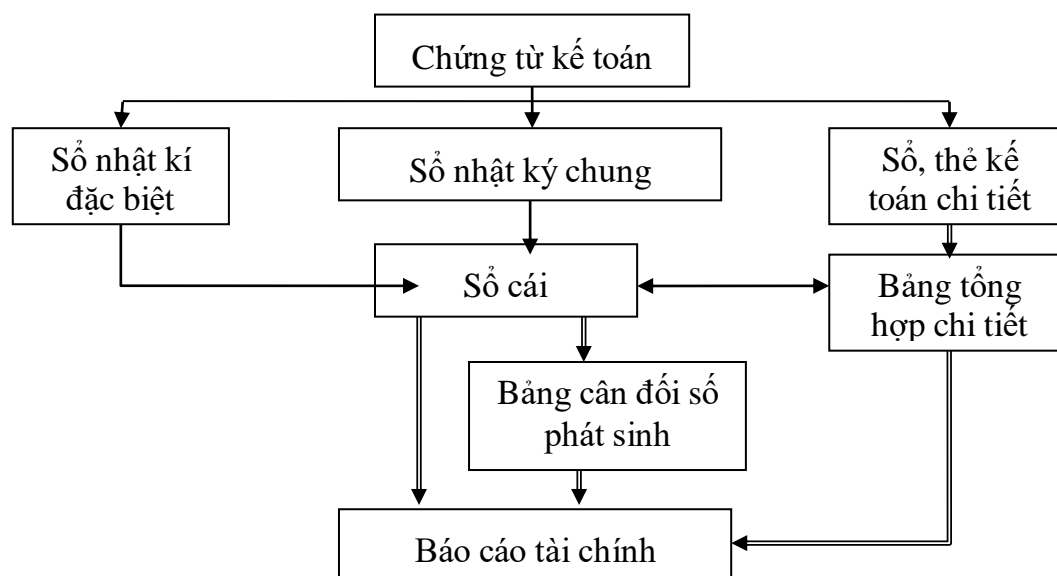 Chứng từ kế toán
Sổ nhật kí
đặc biệt
Sổ nhật ký chung
Sổ, thẻ kế
toán chi tiết
Sổ cái
Bảng tổng
hợp chi tiết
Bảng cân đối số
phát sinh
Báo cáo tài chính